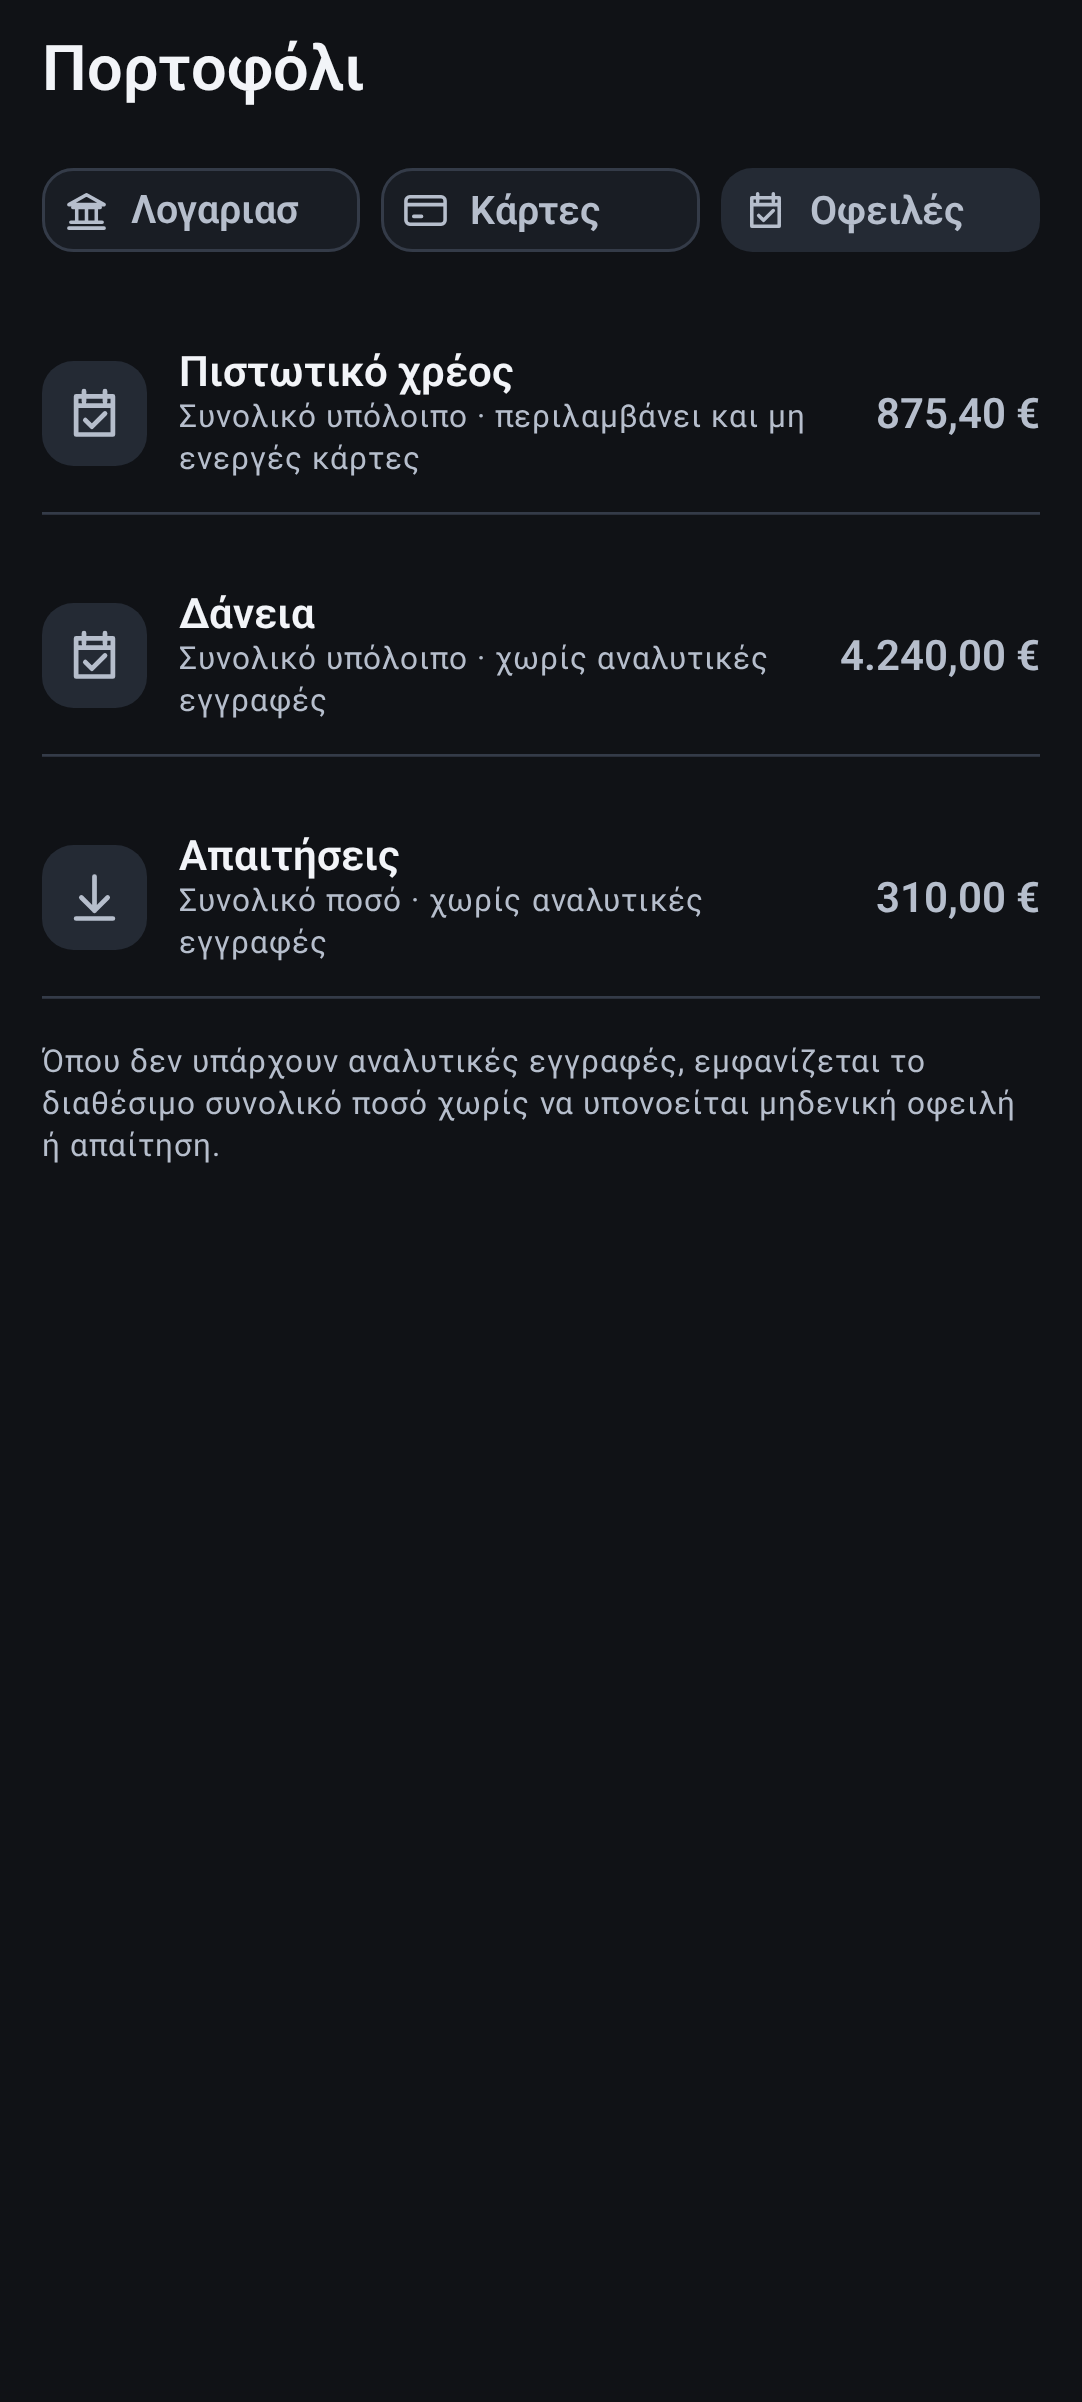 Πορτοφόλι
Λογαριασ
Κάρτες
Οφειλές
Πιστωτικό χρέος
Συνολικό υπόλοιπο · περιλαμβάνει και μη
ενεργές κάρτες
875,40 €
Δάνεια
Συνολικό υπόλοιπο · χωρίς αναλυτικές
εγγραφές
4.240,00 €
Απαιτήσεις
Συνολικό ποσό · χωρίς αναλυτικές
εγγραφές
310,00 €
Όπου δεν υπάρχουν αναλυτικές εγγραφές, εμφανίζεται το
διαθέσιμο συνολικό ποσό χωρίς να υπονοείται μηδενική οφειλή
ή απαίτηση.